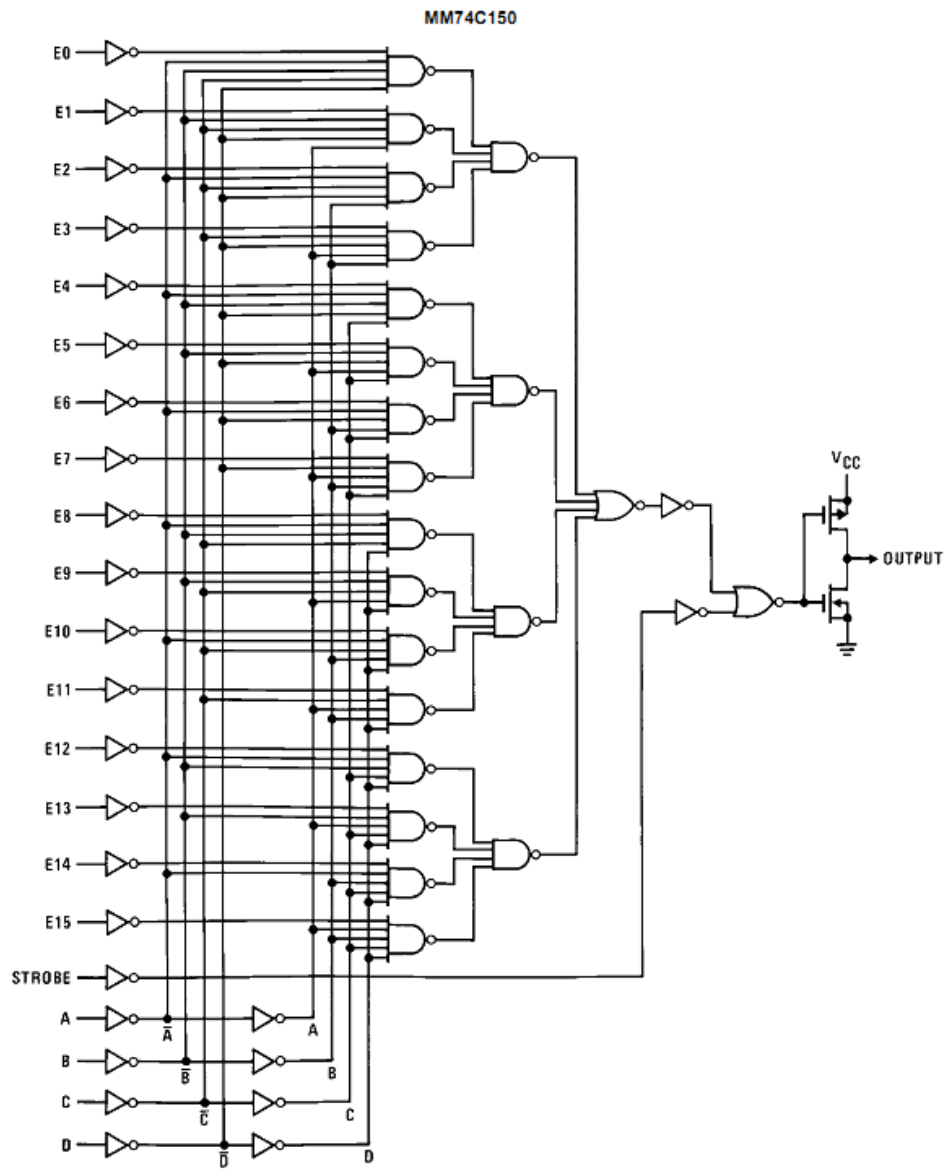 MM74C150
E0
E1
E2
E3
E4
E5
E6
E7
VCC
E8
OUTPUT
E9
E10
E11
E12
E13
E14
E15
STROBE
A
A̅
A
B
B̅
B
C
C̅
C
D
D̅
D